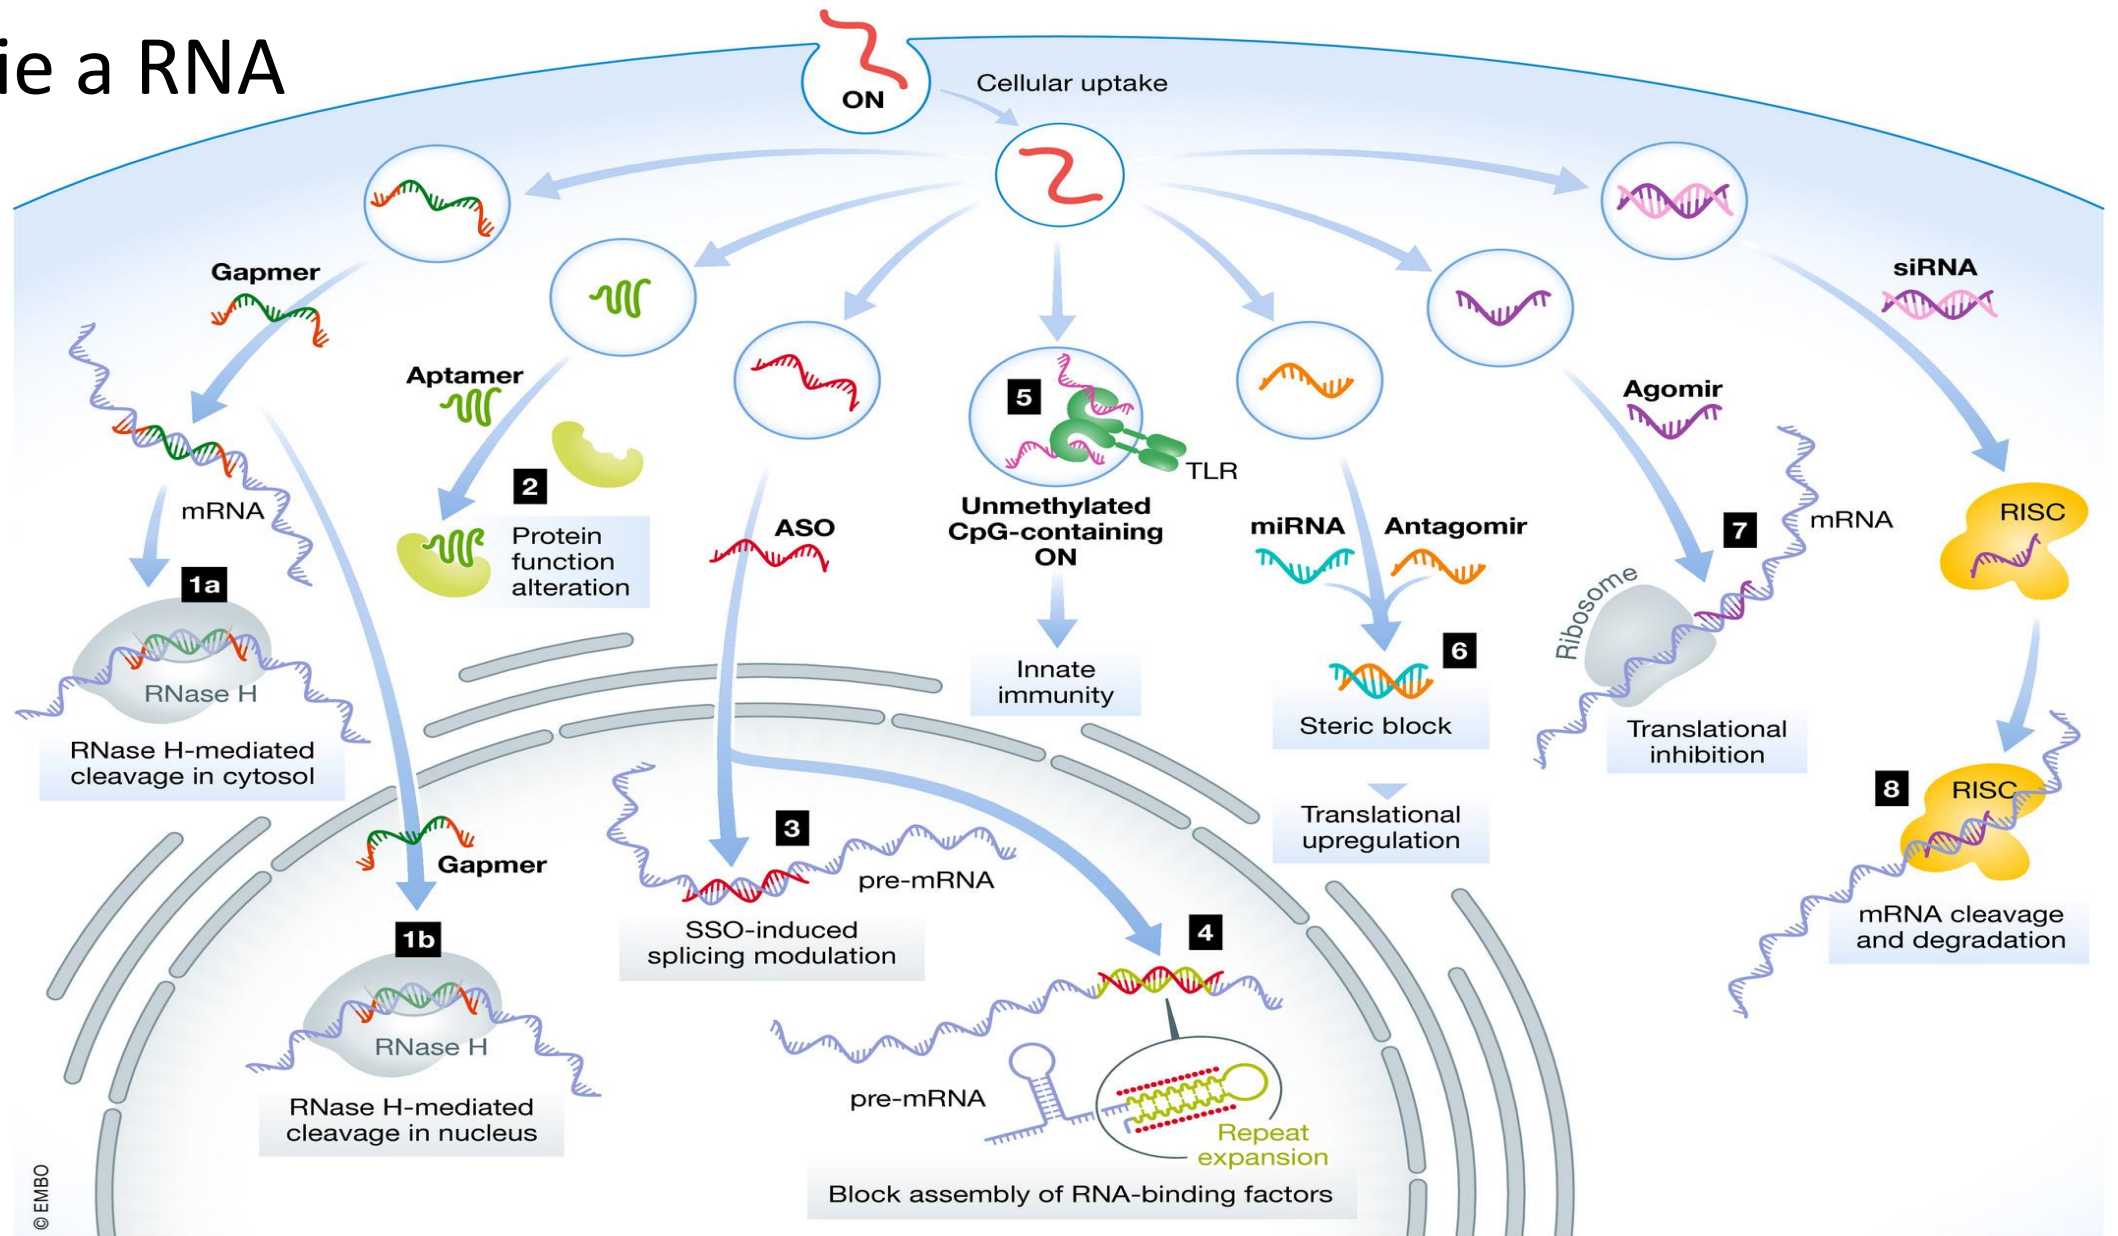 ie a RNA
ON
Cellular uptake
Gapmer
mRNA
1a
RNase H
RNase H-mediated
cleavage in cytosol
Gapmer
1b
RNase H
RNase H-mediated
cleavage in nucleus
Aptamer
2
Protein
function
alteration
ASO
3
pre-mRNA
SSO-induced
splicing modulation
4
pre-mRNA
Repeat
expansion
Block assembly of RNA-binding factors
5
TLR
Unmethylated
CpG-containing
ON
Innate
immunity
miRNA
Antagomir
6
Steric block
Translational
upregulation
Agomir
7
mRNA
Ribosome
Translational
inhibition
siRNA
RISC
8
RISC
mRNA cleavage
and degradation
© EMBO